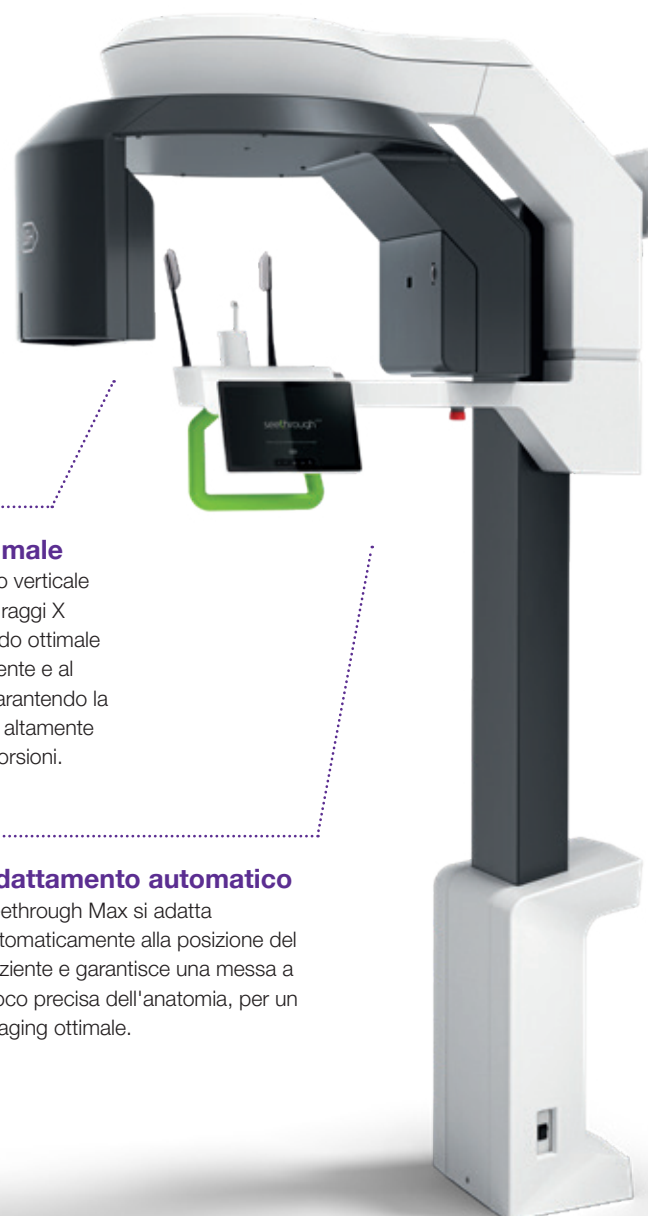 seethrough
male
o verticale
raggi X
do ottimale
ente e al
arantendo la
altamente
orsioni.
dattamento automatico
ethrough Max si adatta
tomaticamente alla posizione del
ziente e garantisce una messa a
oco precisa dell'anatomia, per un
aging ottimale.